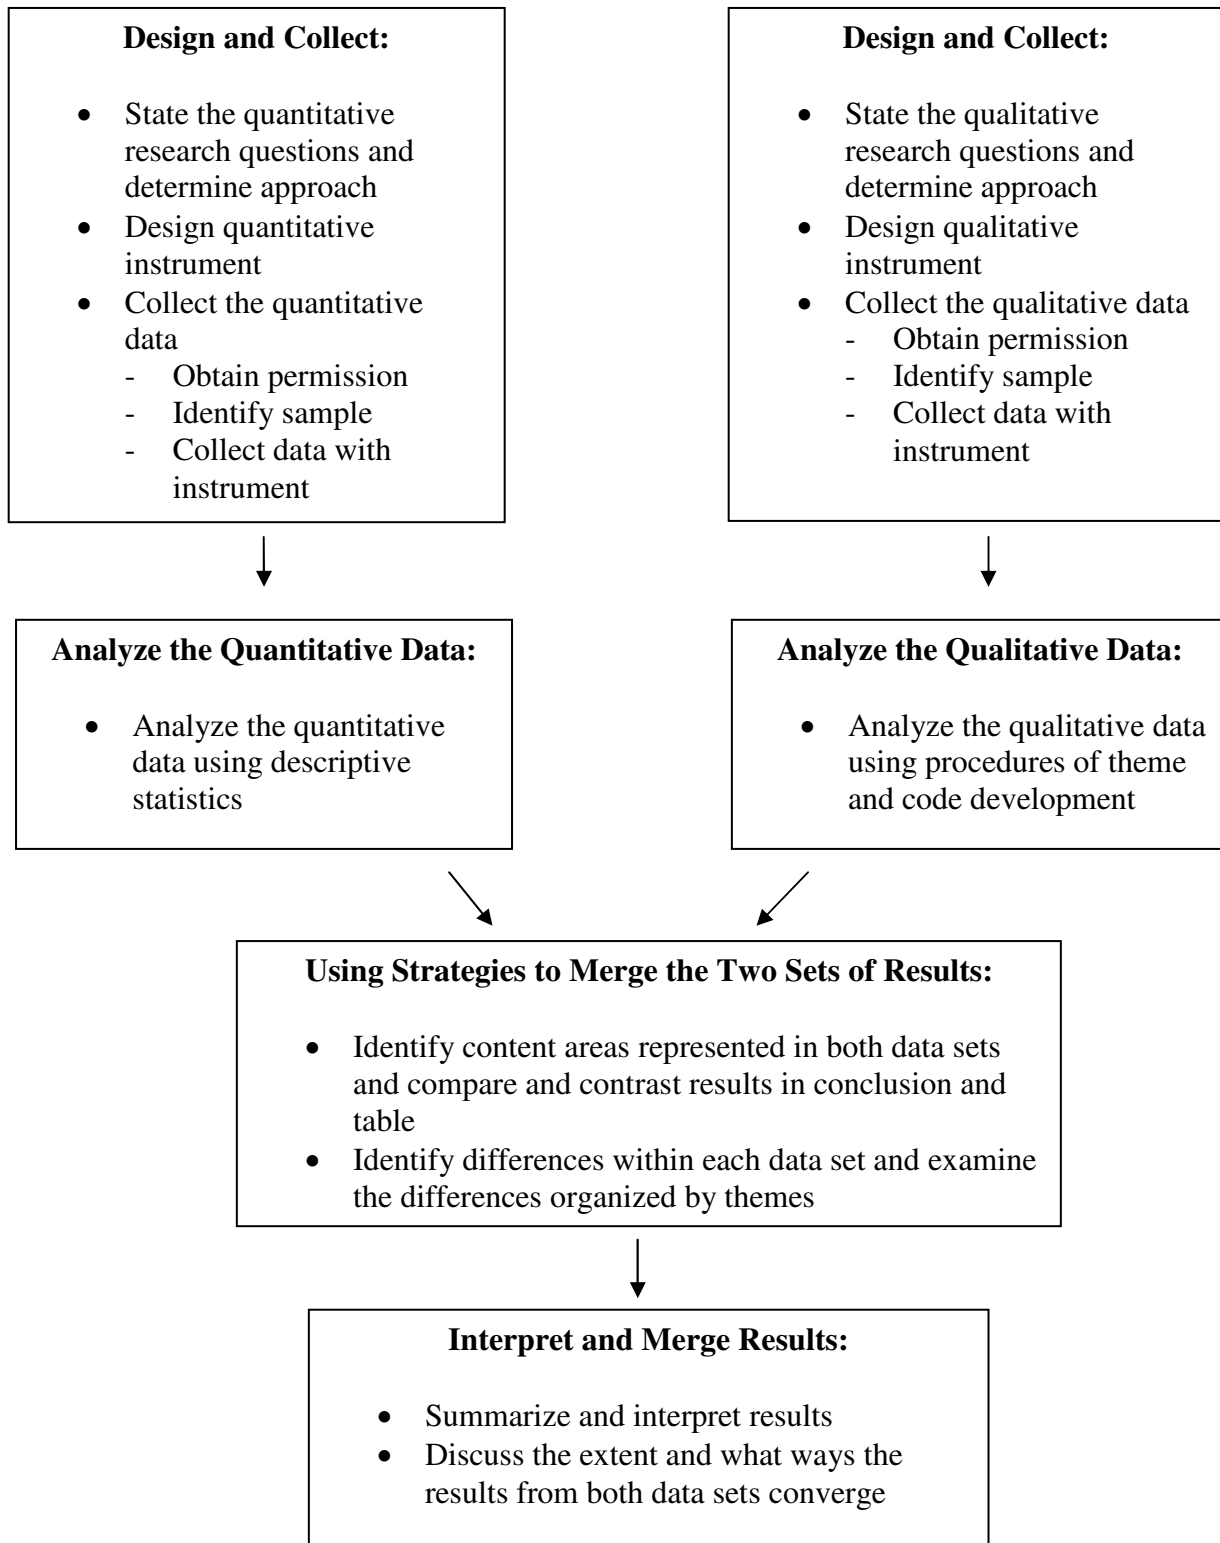 Design and Collect:
• State the quantitative
research questions and
determine approach
• Design quantitative
instrument
• Collect the quantitative
data
- Obtain permission
- Identify sample
- Collect data with
instrument
Design and Collect:
• State the qualitative
research questions and
determine approach
• Design qualitative
instrument
• Collect the qualitative data
- Obtain permission
- Identify sample
- Collect data with
instrument
Analyze the Quantitative Data:
• Analyze the quantitative
data using descriptive
statistics
Analyze the Qualitative Data:
• Analyze the qualitative data
using procedures of theme
and code development
Using Strategies to Merge the Two Sets of Results:
• Identify content areas represented in both data sets
and compare and contrast results in conclusion and
table
• Identify differences within each data set and examine
the differences organized by themes
Interpret and Merge Results:
• Summarize and interpret results
• Discuss the extent and what ways the
results from both data sets converge